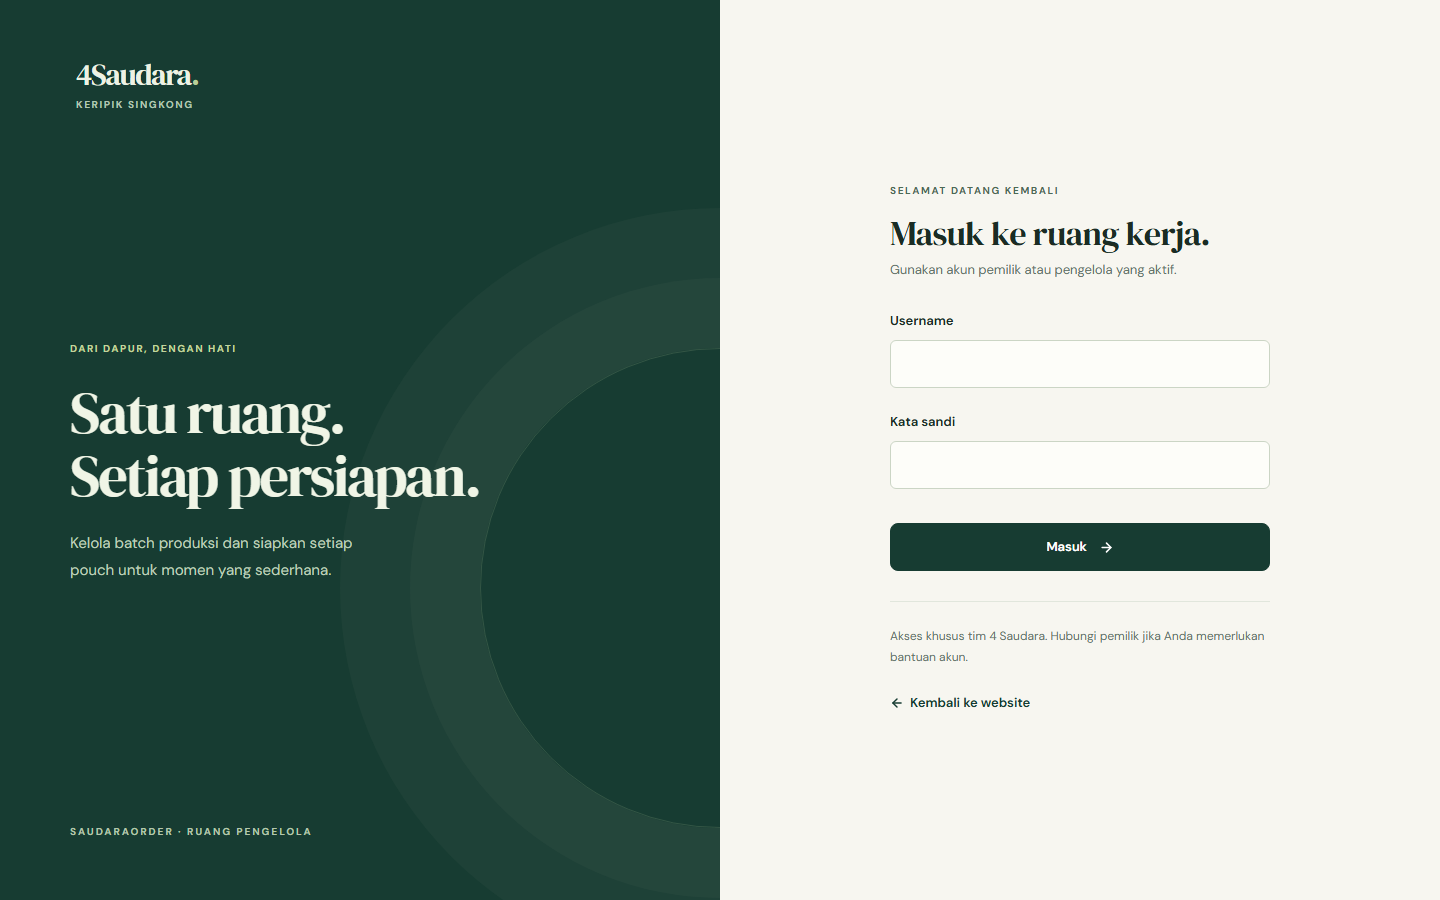 4Saudara.
KERIPIK SINGKONG
DARI DAPUR, DENGAN HATI
Satu ruang.
Setiap persiapan.
Kelola batch produksi dan siapkan setiap
pouch untuk momen yang sederhana.
SAUDARAORDER · RUANG PENGELOLA
SELAMAT DATANG KEMBALI
Masuk ke ruang kerja.
Gunakan akun pemilik atau pengelola yang aktif.
Username
Kata sandi
Masuk →
Akses khusus tim 4 Saudara. Hubungi pemilik jika Anda memerlukan
bantuan akun.
← Kembali ke website